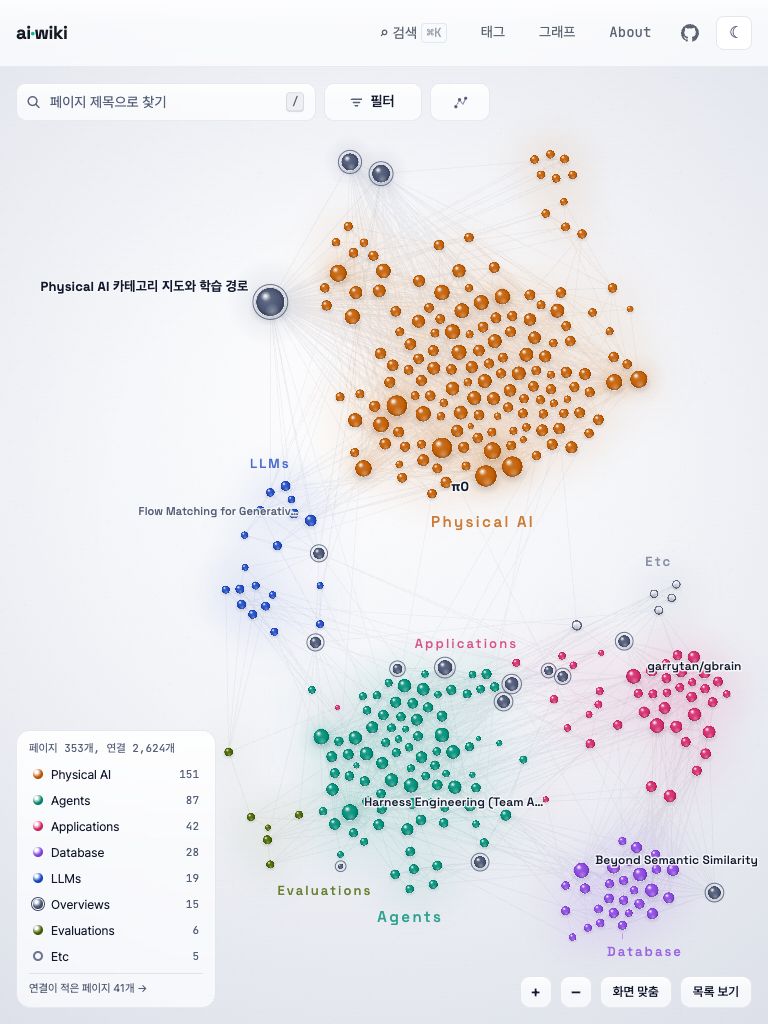 ai-wiki
검색 ⌘K
태그
그래프
About
페이지 제목으로 찾기 /
필터
Physical AI 카테고리 지도와 학습 경로
LLMs
π0
Flow Matching for Generativ…
Physical AI
Etc
Applications
garrytan/gbrain
페이지 353개, 연결 2,624개
Physical AI 151
Agents 87
Applications 42
Database 28
LLMs 19
Overviews 15
Evaluations 6
Etc 5
연결이 적은 페이지 41개 →
Harness Engineering (Team A…
Beyond Semantic Similarity
Evaluations
Agents
Database
+
−
화면 맞춤
목록 보기